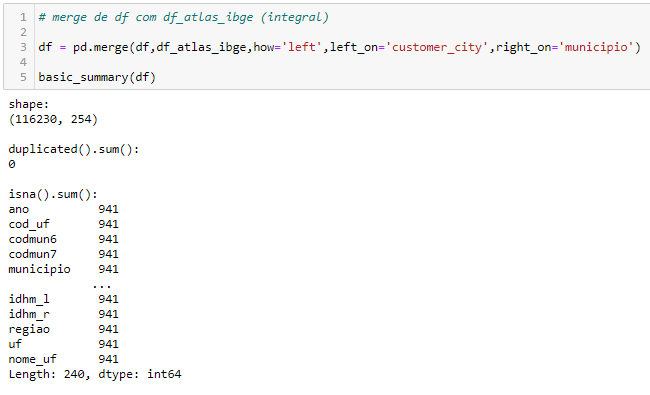 1 # merge de df com df_atlas_ibge (integral)
2
3 df = pd.merge(df,df_atlas_ibge,how='left',left_on='customer_city',right_on='municipio')
4
5 basic_summary(df)
shape:
(116230, 254)
duplicated().sum():
0
isna().sum():
ano 941
cod_uf 941
codmun6 941
codmun7 941
municipio 941
...
idhm_l 941
idhm_r 941
regiao 941
uf 941
nome_uf 941
Length: 240, dtype: int64